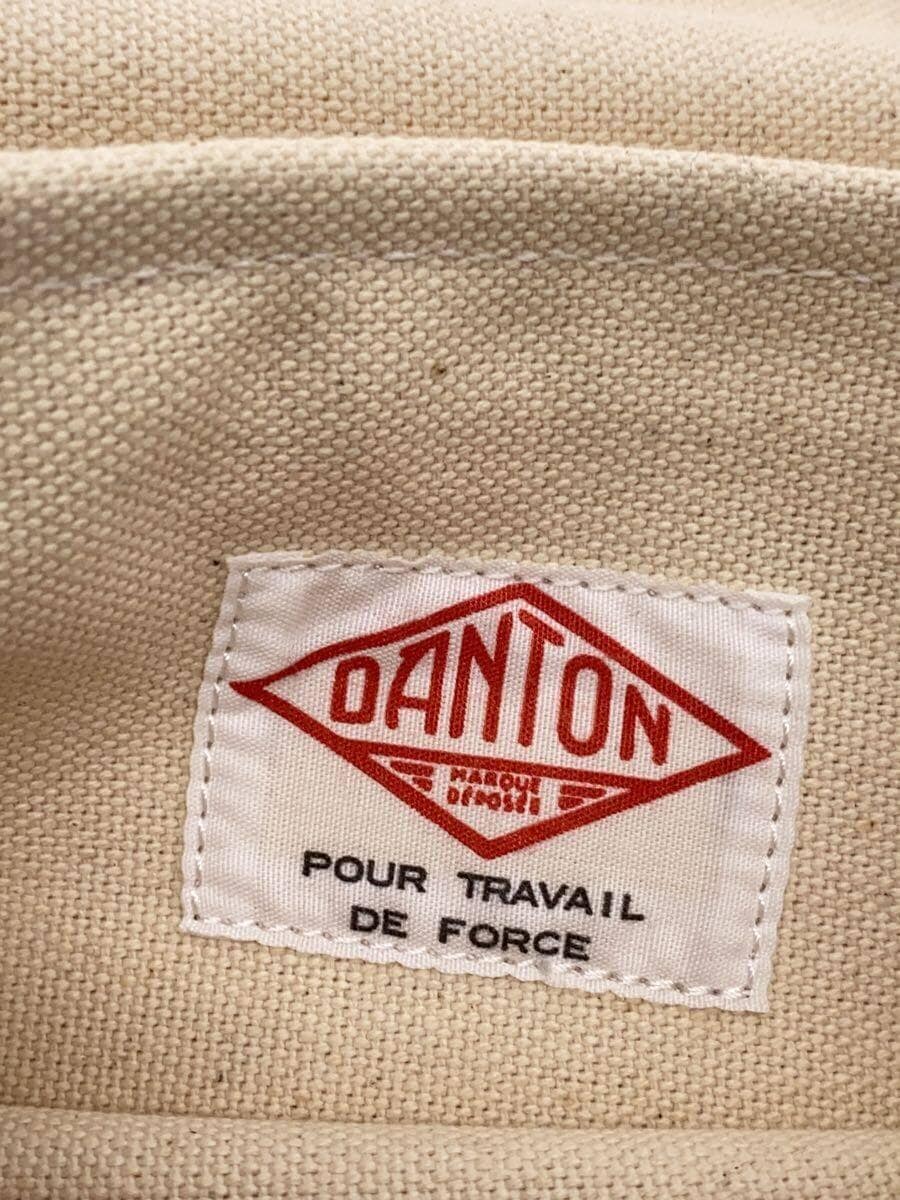 DANTON
MARQUE
DÉPOSÉE
POUR TRAVAIL
DE FORCE